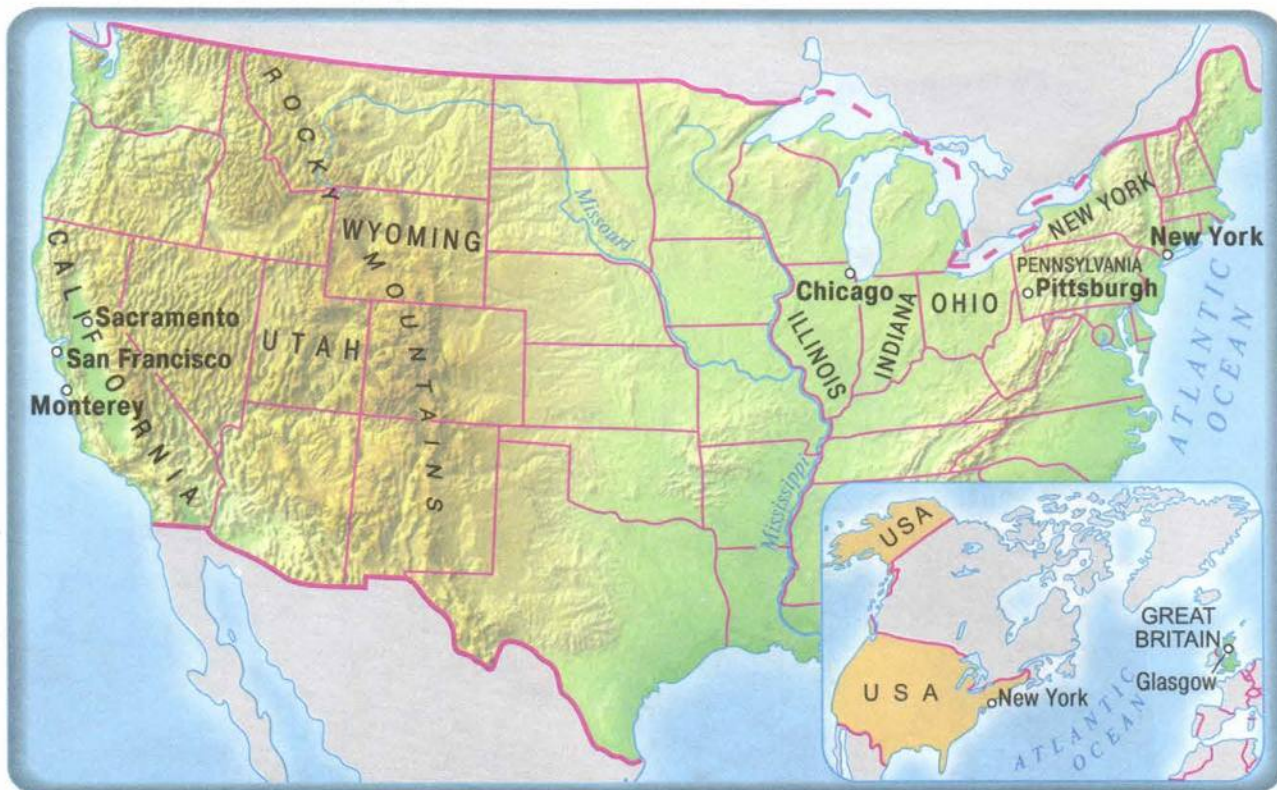 ROCKY MOUNTAINS
WYOMING
Missouri
NEW YORK
New York
PENNSYLVANIA
Pittsburgh
Chicago
OHIO
INDIANA
ILLINOIS
CALIFORNIA
Sacramento
San Francisco
Monterey
UTAH
Mississippi
ATLANTIC
OCEAN
USA
GREAT
BRITAIN
Glasgow
USA
New York
ATLANTIC
OCEAN